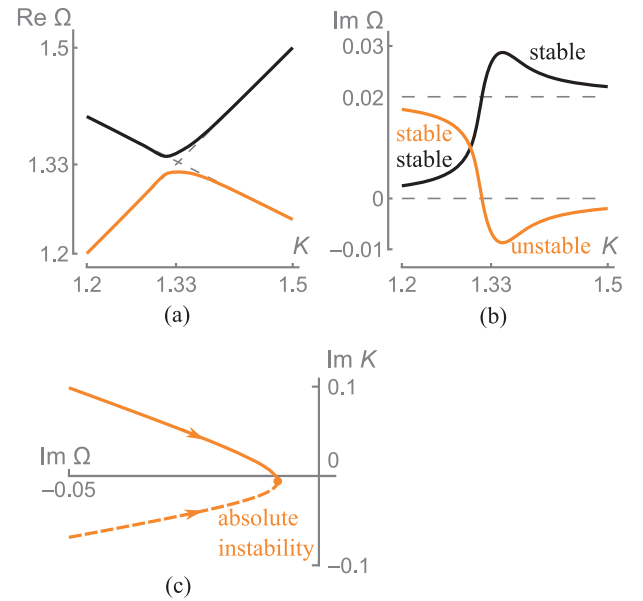 Re Ω
1.5
1.33
1.2
K
1.2
1.33
1.5
(a)
Im Ω
0.03
stable
0.02
stable
stable
0
−0.01
unstable
K
1.2
1.33
1.5
(b)
Im K
0.1
Im Ω
0
−0.05
absolute
instability
−0.1
(c)